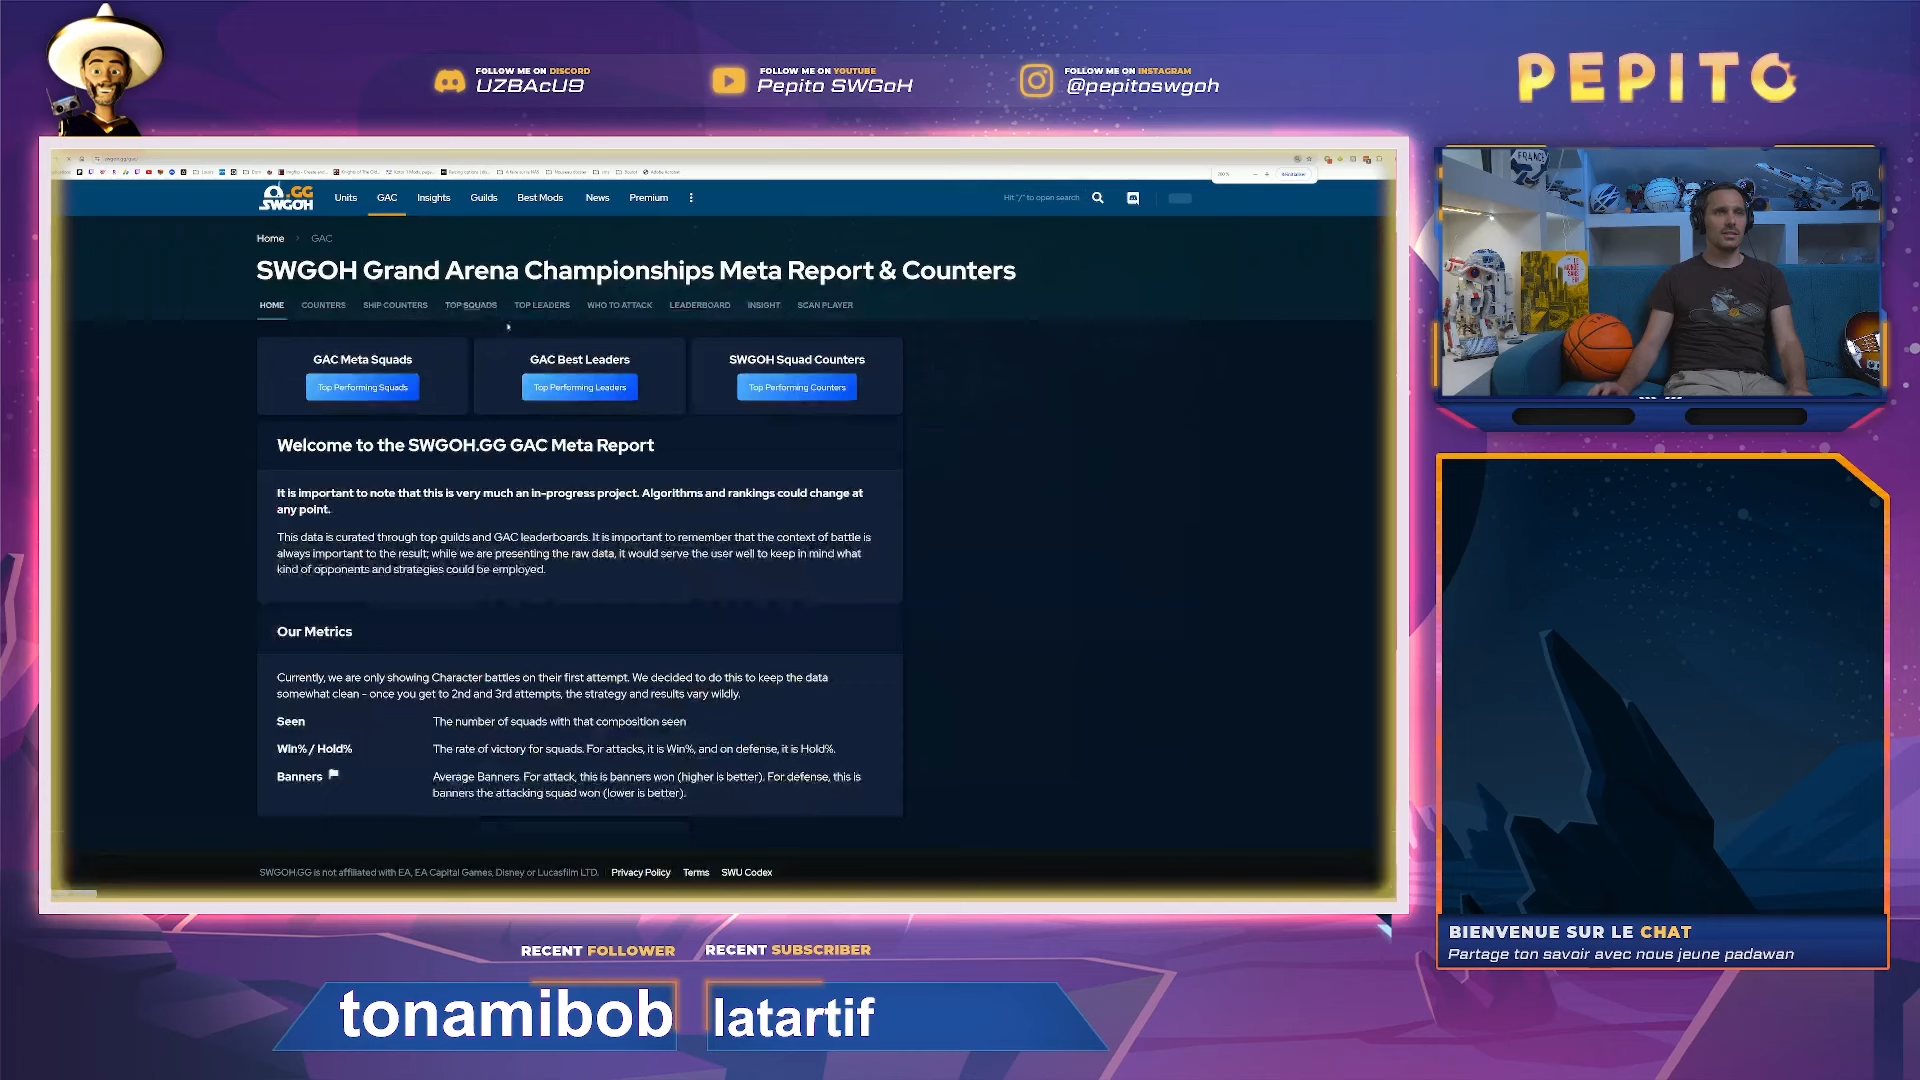 FOLLOW ME ON DISCORD
UZBAcU9
FOLLOW ME ON YOUTUBE
Pepito SWGoH
FOLLOW ME ON INSTAGRAM
@pepitoswgoh
PEPITO
.GG
SWGOH
Units
GAC
Insights
Guilds
Best Mods
News
Premium
Hit "/" to open search
Home
GAC
SWGOH Grand Arena Championships Meta Report & Counters
HOME
COUNTERS
SHIP COUNTERS
TOP SQUADS
TOP LEADERS
WHO TO ATTACK
LEADERBOARD
INSIGHT
SCAN PLAYER
GAC Meta Squads
Top Performing Squads
GAC Best Leaders
Top Performing Leaders
SWGOH Squad Counters
Top Performing Counters
Welcome to the SWGOH.GG GAC Meta Report
It is important to note that this is very much an in-progress project. Algorithms and rankings could change at
any point.
This data is curated through top guilds and GAC leaderboards. It is important to remember that the context of battle is
always important to the result; while we are presenting the raw data, it would serve the user well to keep in mind what
kind of opponents and strategies could be employed.
Our Metrics
Currently, we are only showing Character battles on their first attempt. We decided to do this to keep the data
somewhat clean - once you get to 2nd and 3rd attempts, the strategy and results vary wildly.
Seen
The number of squads with that composition seen
Win% / Hold%
The rate of victory for squads. For attacks, it is Win%, and on defense, it is Hold%.
Banners
Average Banners. For attack, this is banners won (higher is better). For defense, this is
banners the attacking squad won (lower is better).
SWGOH.GG is not affiliated with EA, EA Capital Games, Disney or Lucasfilm LTD.
Privacy Policy
Terms
SWU Codex
FRANCE
BIENVENUE SUR LE CHAT
Partage ton savoir avec nous jeune padawan
RECENT FOLLOWER
tonamibob
RECENT SUBSCRIBER
latartif